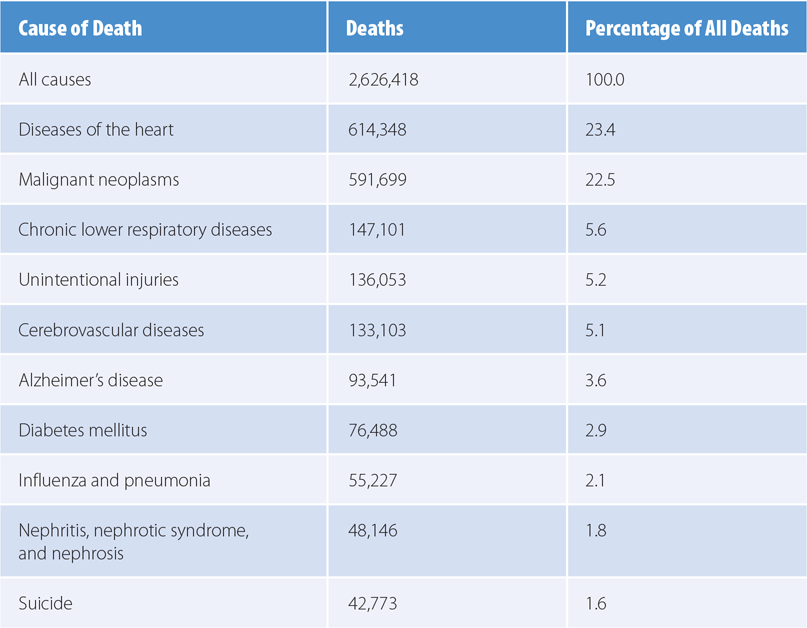 Cause of Death Deaths Percentage of All Deaths
All causes 2,626,418 100.0
Diseases of the heart 614,348 23.4
Malignant neoplasms 591,699 22.5
Chronic lower respiratory diseases 147,101 5.6
Unintentional injuries 136,053 5.2
Cerebrovascular diseases 133,103 5.1
Alzheimer’s disease 93,541 3.6
Diabetes mellitus 76,488 2.9
Influenza and pneumonia 55,227 2.1
Nephritis, nephrotic syndrome, 48,146 1.8
and nephrosis
Suicide 42,773 1.6